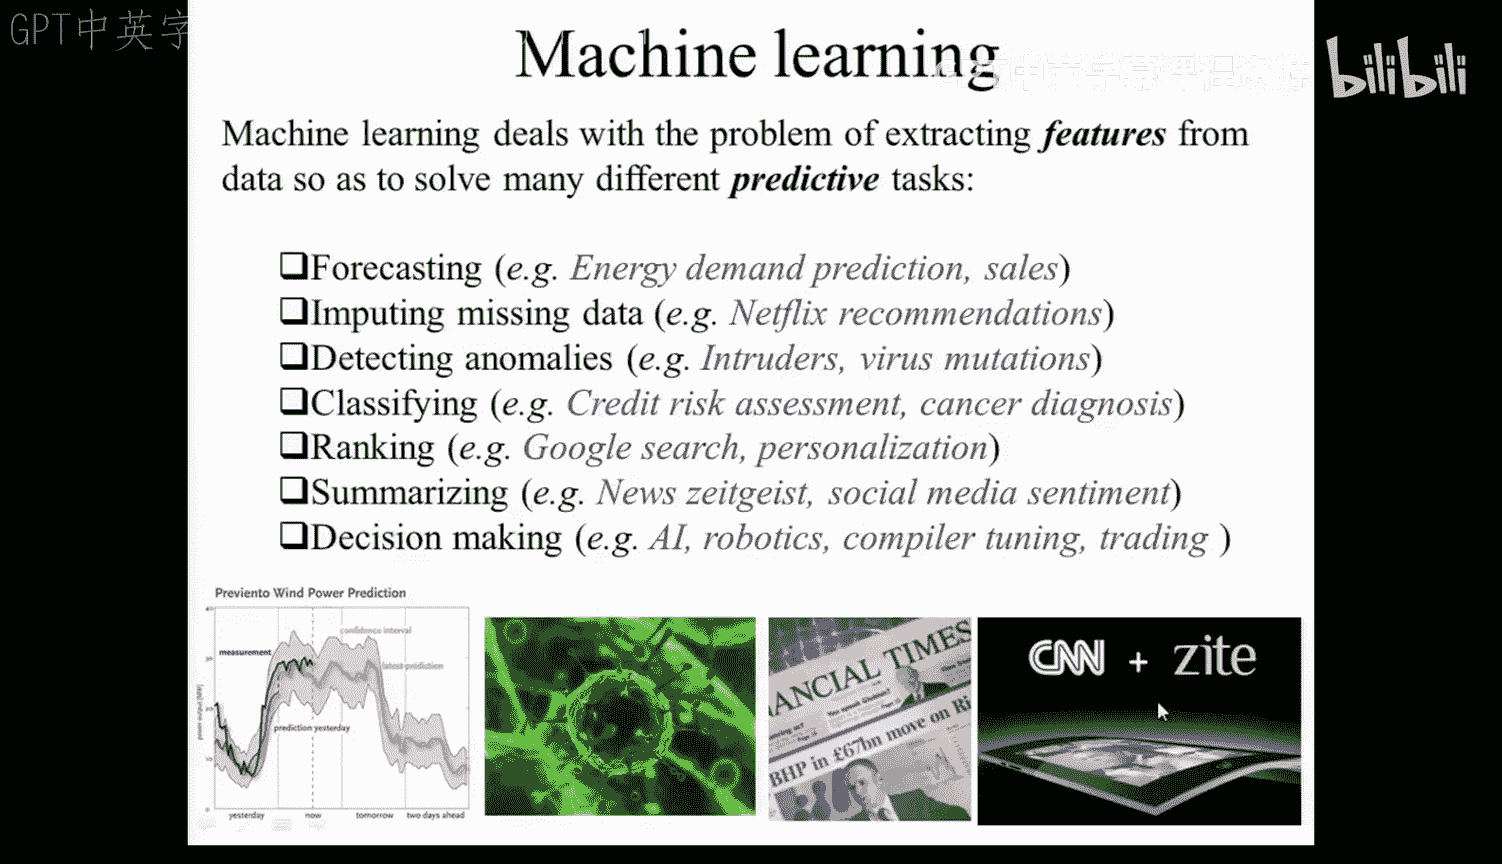 GPT中英字
Machine learning
bilibili
Machine learning deals with the problem of extracting features from
data so as to solve many different predictive tasks:
❑Forecasting (e.g. Energy demand prediction, sales)
❑Imputing missing data (e.g. Netflix recommendations)
❑Detecting anomalies (e.g. Intruders, virus mutations)
❑Classifying (e.g. Credit risk assessment, cancer diagnosis)
❑Ranking (e.g. Google search, personalization)
❑Summarizing (e.g. News zeitgeist, social media sentiment)
❑Decision making (e.g. AI, robotics, compiler tuning, trading )
Previento Wind Power Prediction
confidence interval
measurement
latest prediction
prediction yesterday
power output [MW]
yesterday now tomorrow two days ahead
ANCIAL TIMES
BHP in £67bn move on Ri
CNN + zite